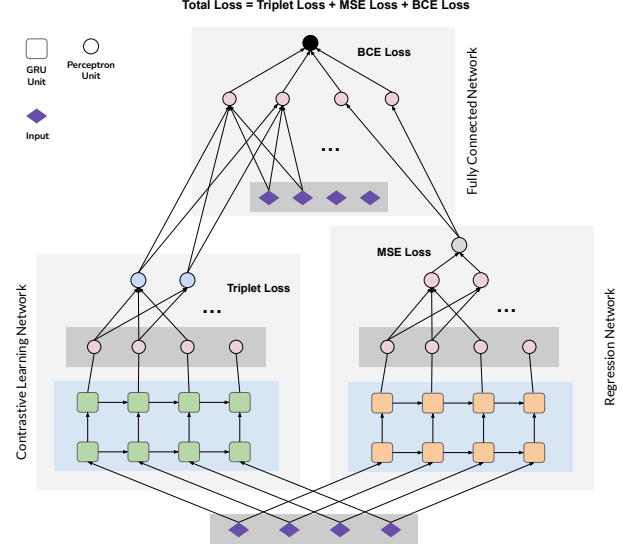 Total Loss = Triplet Loss + MSE Loss + BCE Loss
GRU
Unit
Perceptron
Unit
Input
BCE Loss
...
Fully Connected Network
MSE Loss
Triplet Loss
...
...
Contrastive Learning Network
Regression Network